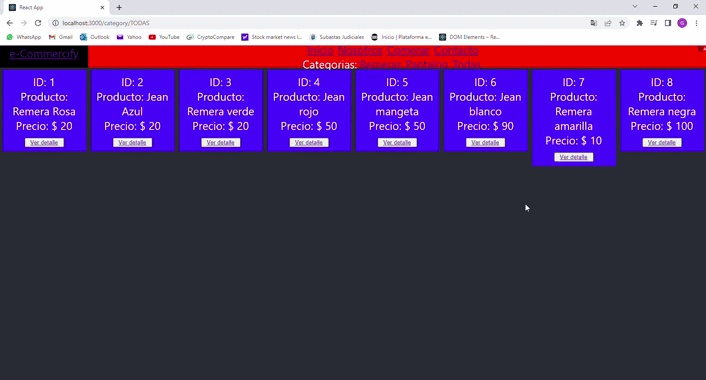 React App
localhost:3000/category/TODAS
WhatsApp
Gmail
Outlook
Yahoo
YouTube
CryptoCompare
Stock market news l...
Subastas Judiciales
Inicio | Plataforma e...
DOM Elements – Re...
e-Commercify
Inicio Nosotros Comprar Contacto
Categorias: Remeras Pantalon Todas
ID: 1
Producto:
Remera Rosa
Precio: $ 20
Ver detalle
ID: 2
Producto: Jean
Azul
Precio: $ 20
Ver detalle
ID: 3
Producto:
Remera verde
Precio: $ 20
Ver detalle
ID: 4
Producto: Jean
rojo
Precio: $ 50
Ver detalle
ID: 5
Producto: Jean
mangeta
Precio: $ 50
Ver detalle
ID: 6
Producto: Jean
blanco
Precio: $ 90
Ver detalle
ID: 7
Producto:
Remera
amarilla
Precio: $ 10
Ver detalle
ID: 8
Producto:
Remera negra
Precio: $ 100
Ver detalle